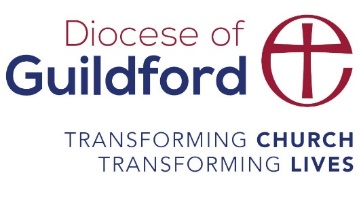 Diocese of
Guildford
TRANSFORMING CHURCH
TRANSFORMING LIVES